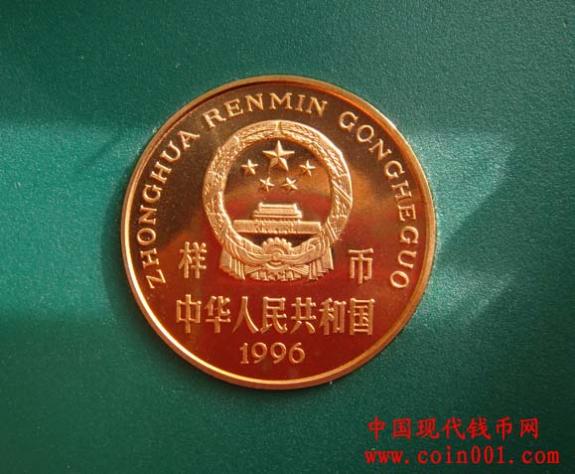 ZHONGHUA RENMIN GONGHEGUO
样 币
中华人民共和国
1996
中国现代钱币网
www.coin001.com